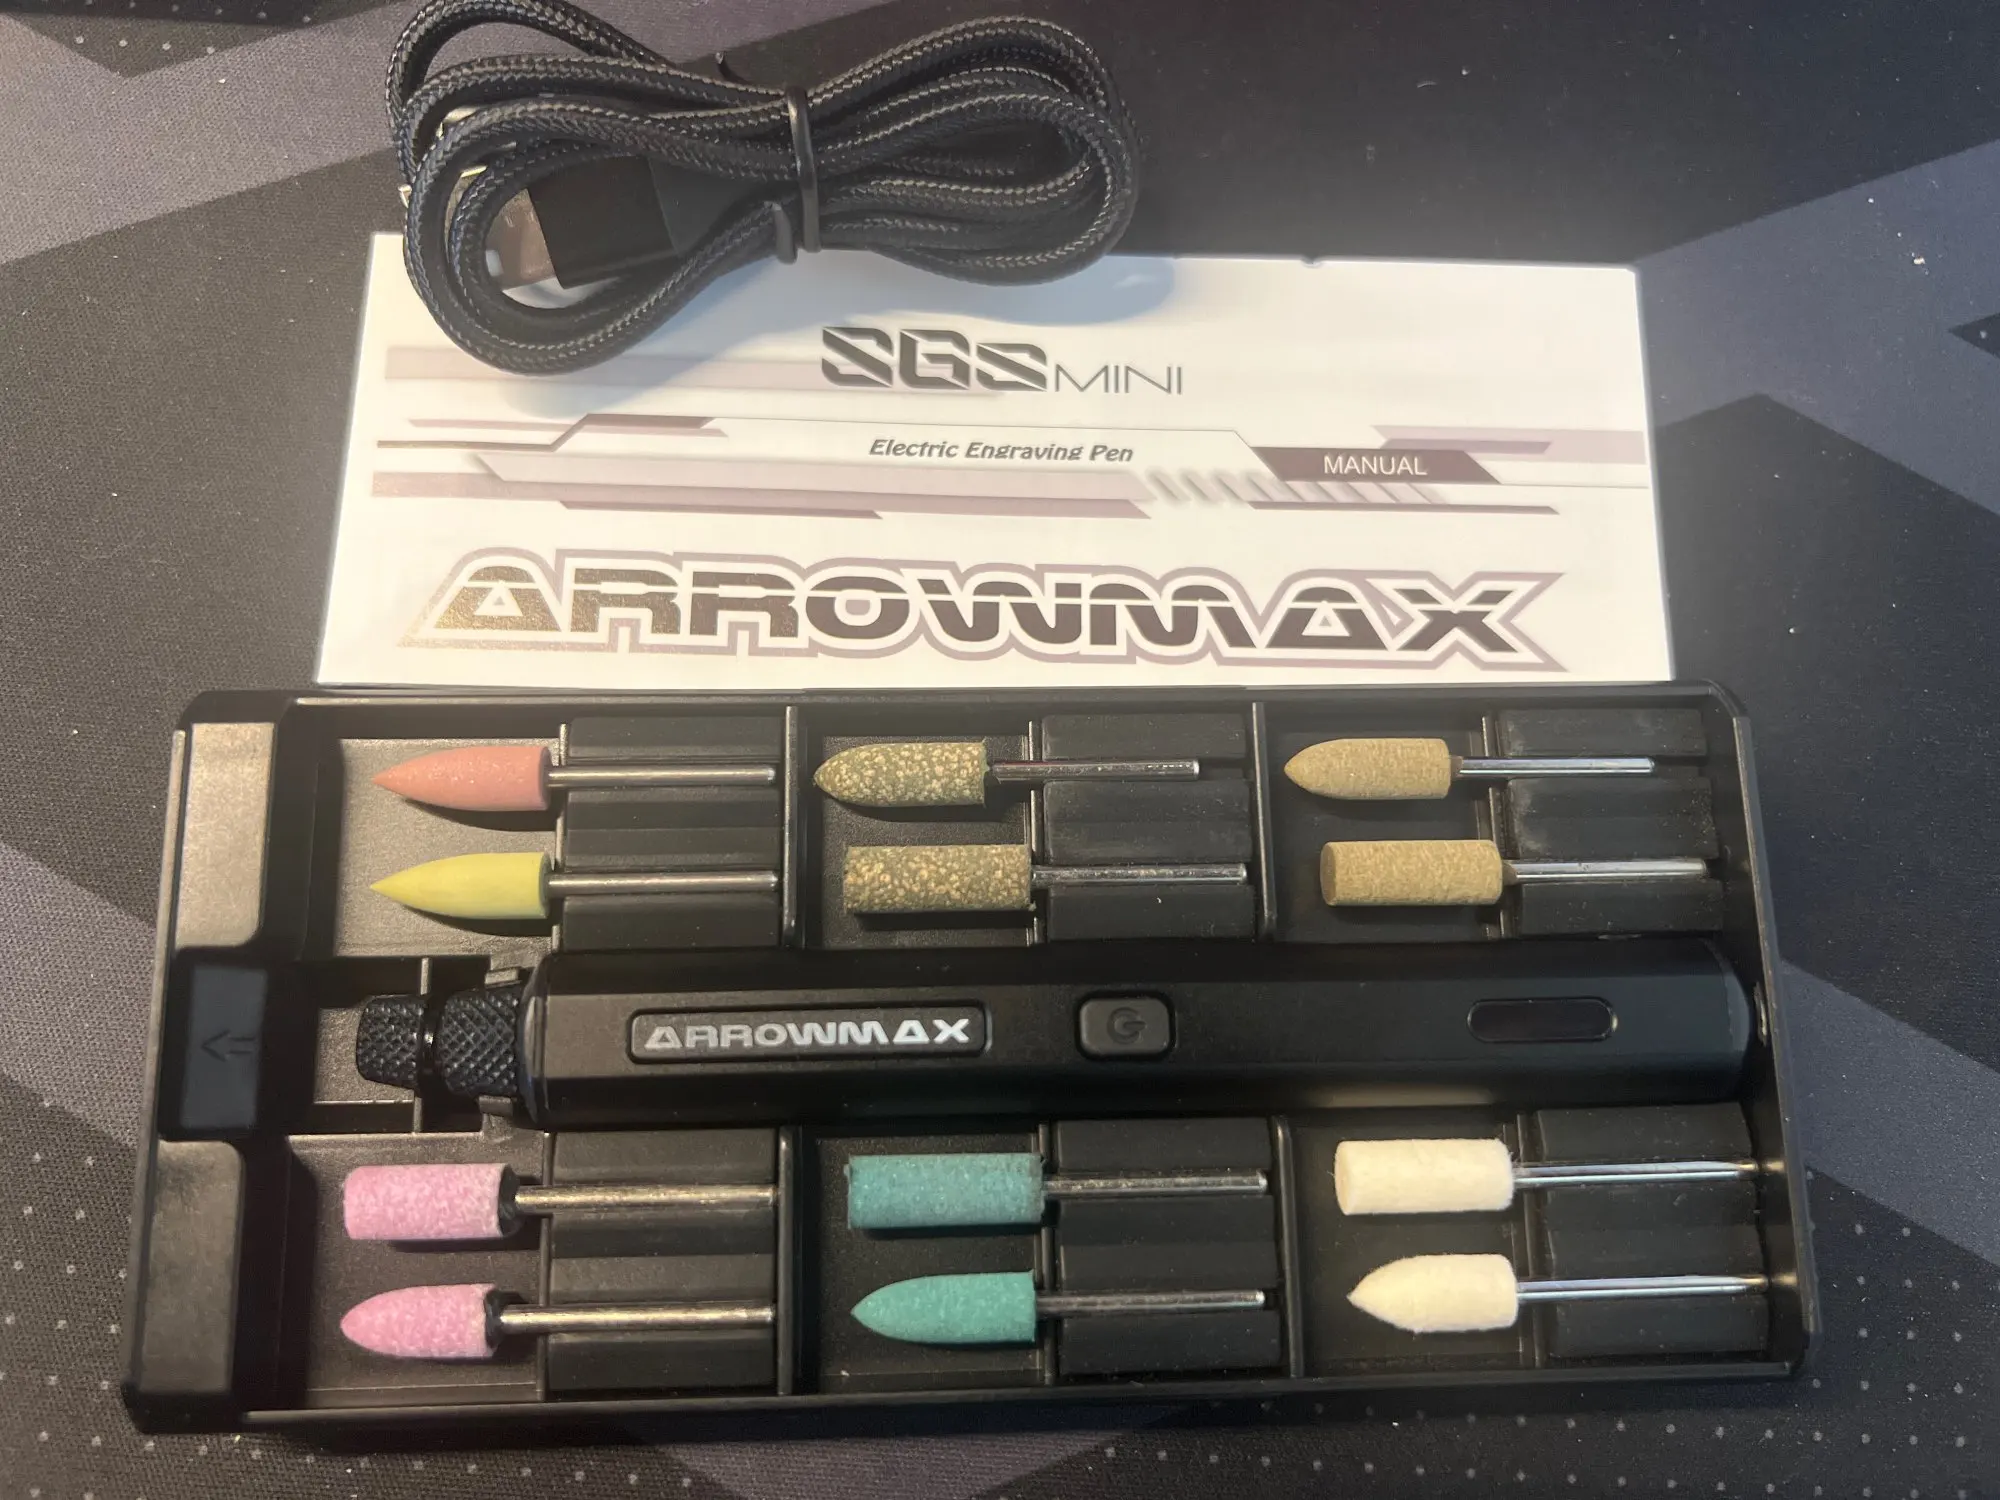 SGS MINI
Electric Engraving Pen
MANUAL
ARROWMAX
ARROWMAX